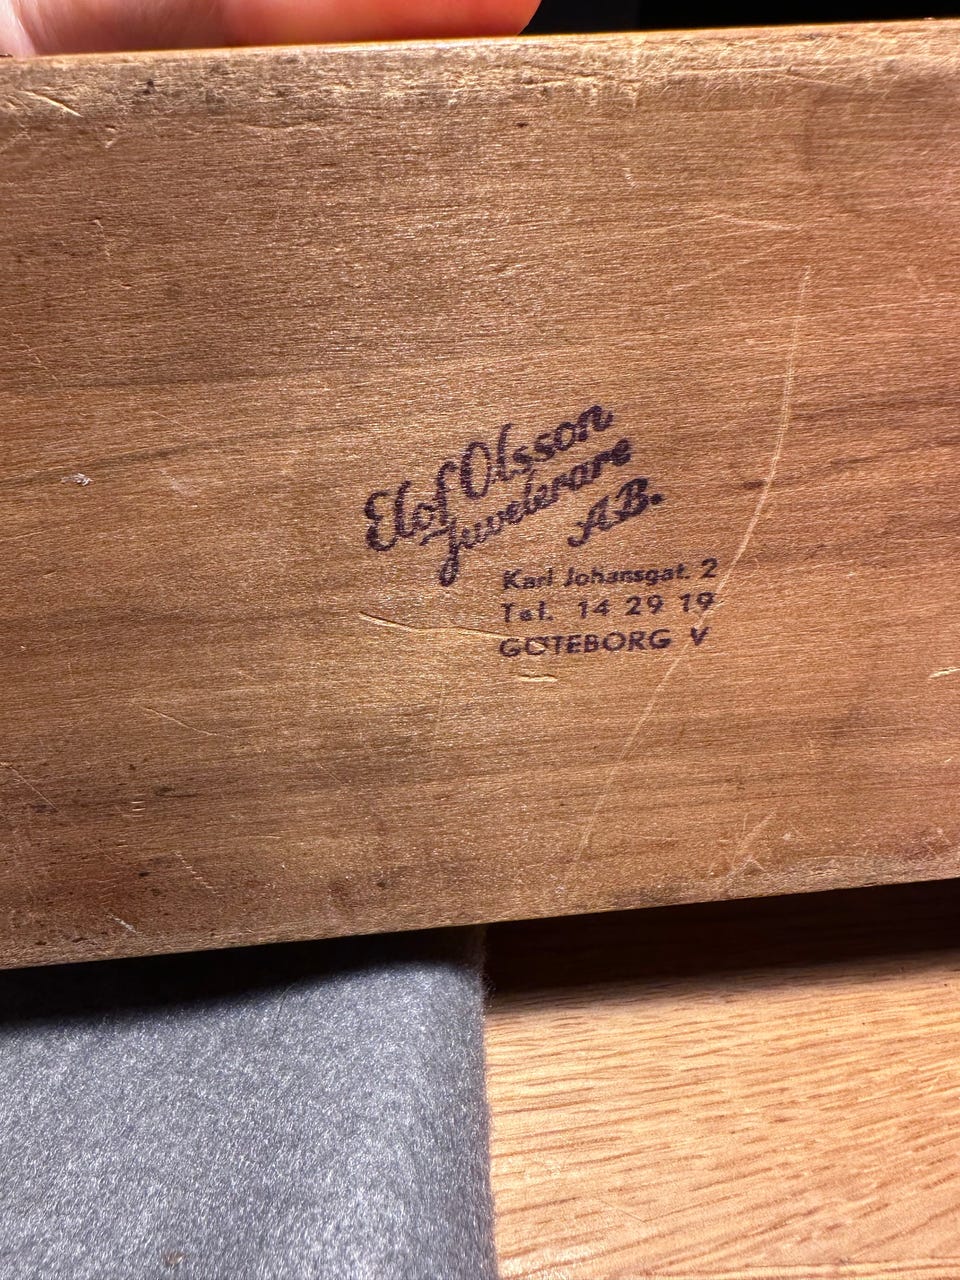 Elof Olsson
Juvelerare
AB.
Karl Johansgat. 2
Tel. 14 29 19
GÖTEBORG V